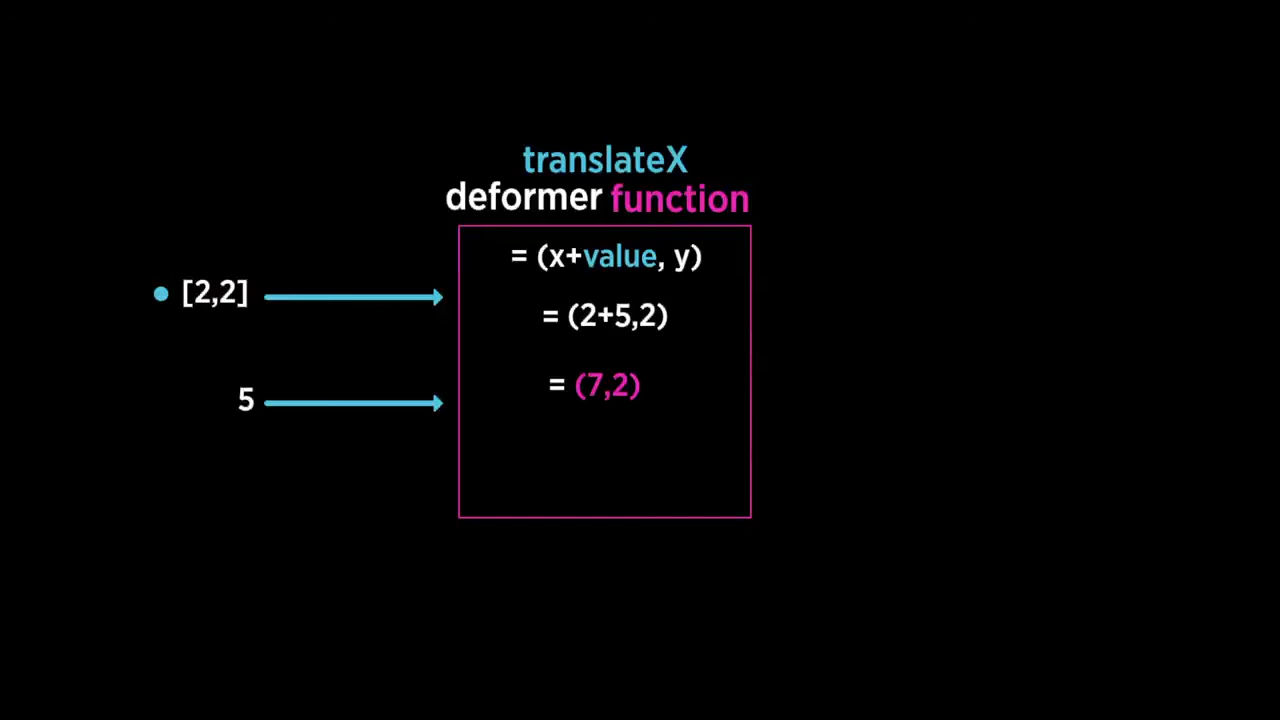 translateX
deformer function
= (x+value, y)
[2,2]
= (2+5,2)
= (7,2)
5